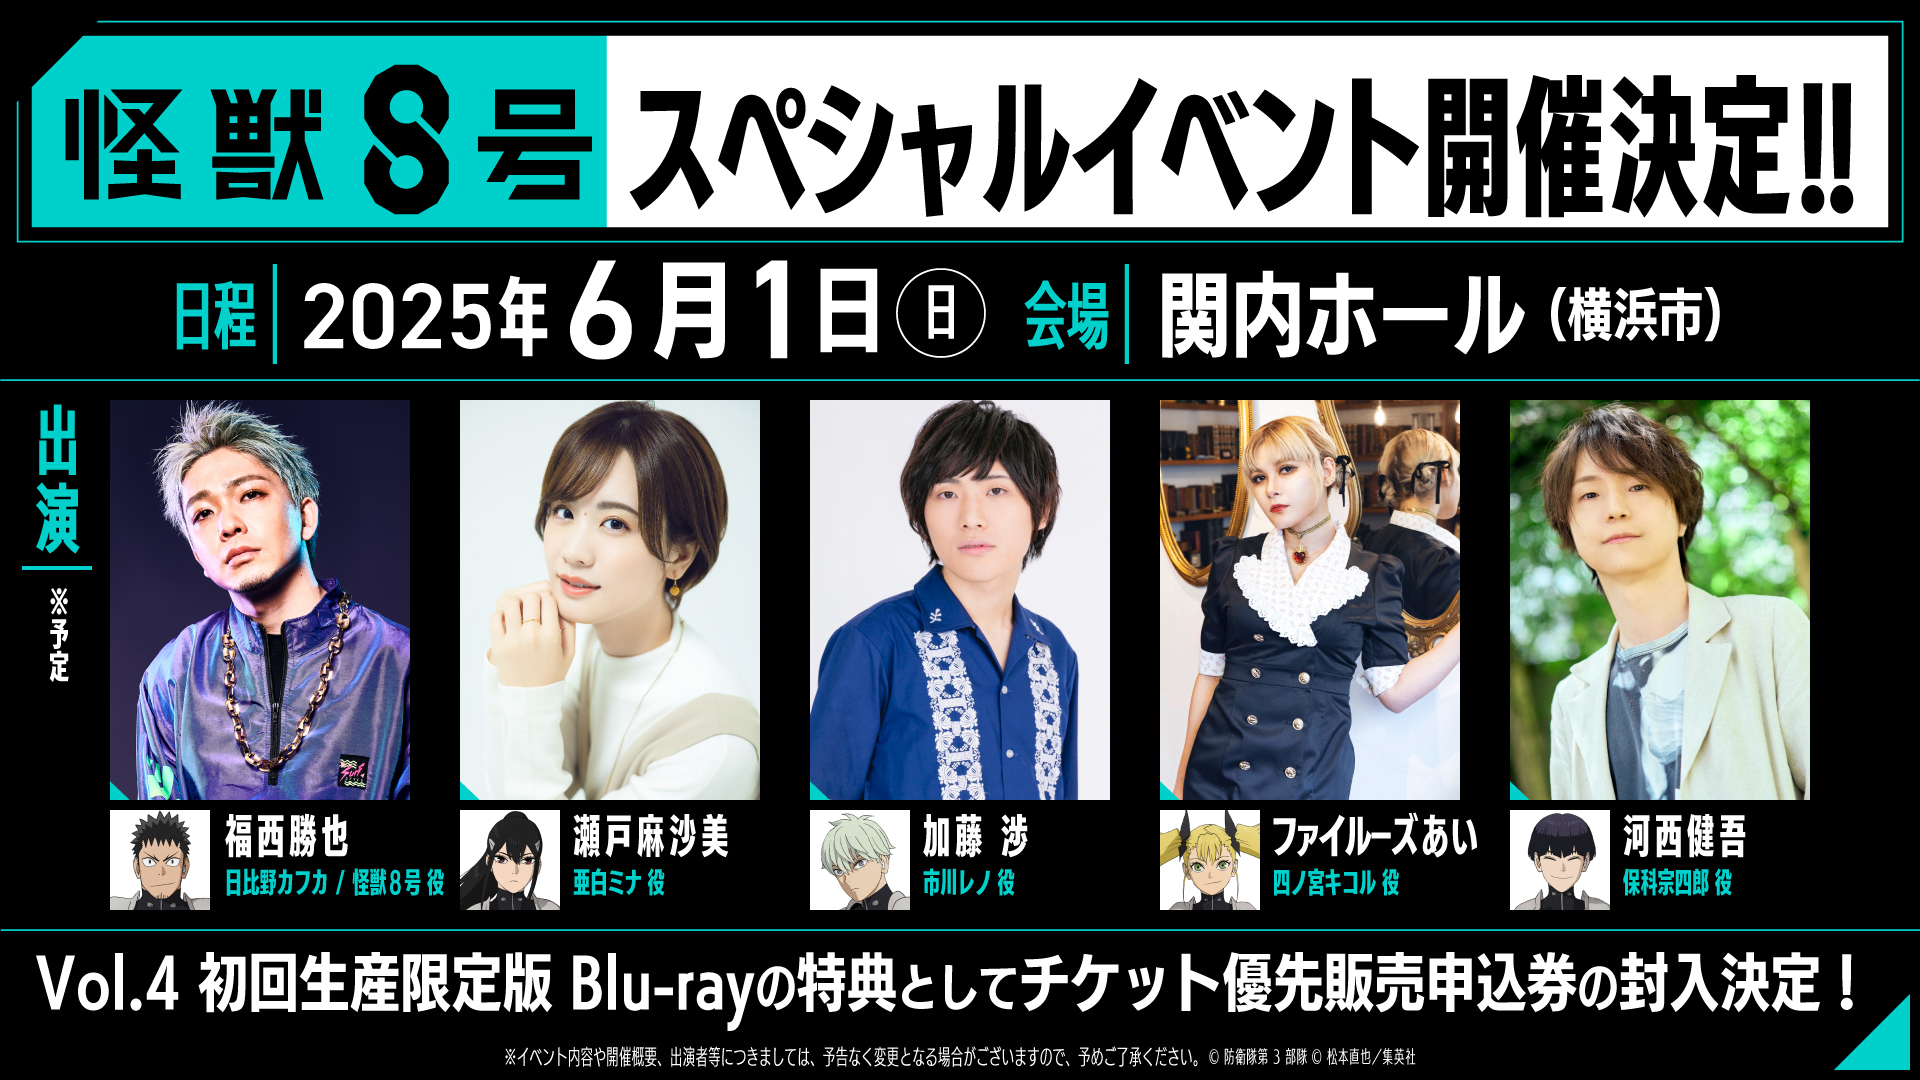 怪獣8号 スペシャルイベント開催決定!!
日程 2025年6月1日(日) 会場 関内ホール(横浜市)
出演
※予定
福西勝也
日比野カフカ / 怪獣8号 役
瀬戸麻沙美
亜白ミナ 役
加藤 渉
市川レノ 役
ファイルーズあい
四ノ宮キコル 役
河西健吾
保科宗四郎 役
Vol.4 初回生産限定版 Blu-rayの特典としてチケット優先販売申込券の封入決定!
※イベント内容や開催概要、出演者等につきましては、予告なく変更となる場合がございますので、予めご了承ください。© 防衛隊第 3 部隊 © 松本直也/集英社